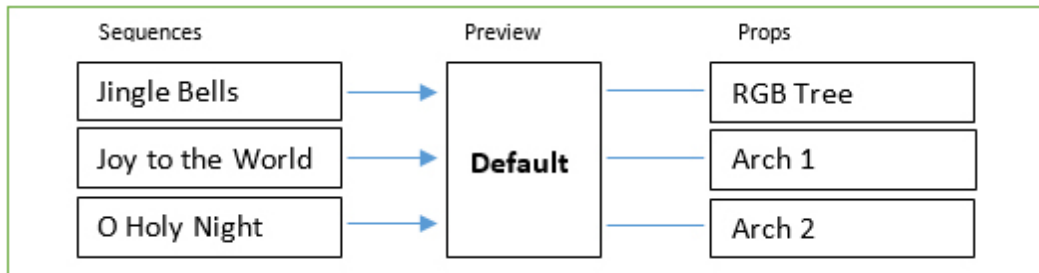 Sequences Preview Props
Jingle Bells RGB Tree
Joy to the World Default Arch 1
O Holy Night Arch 2